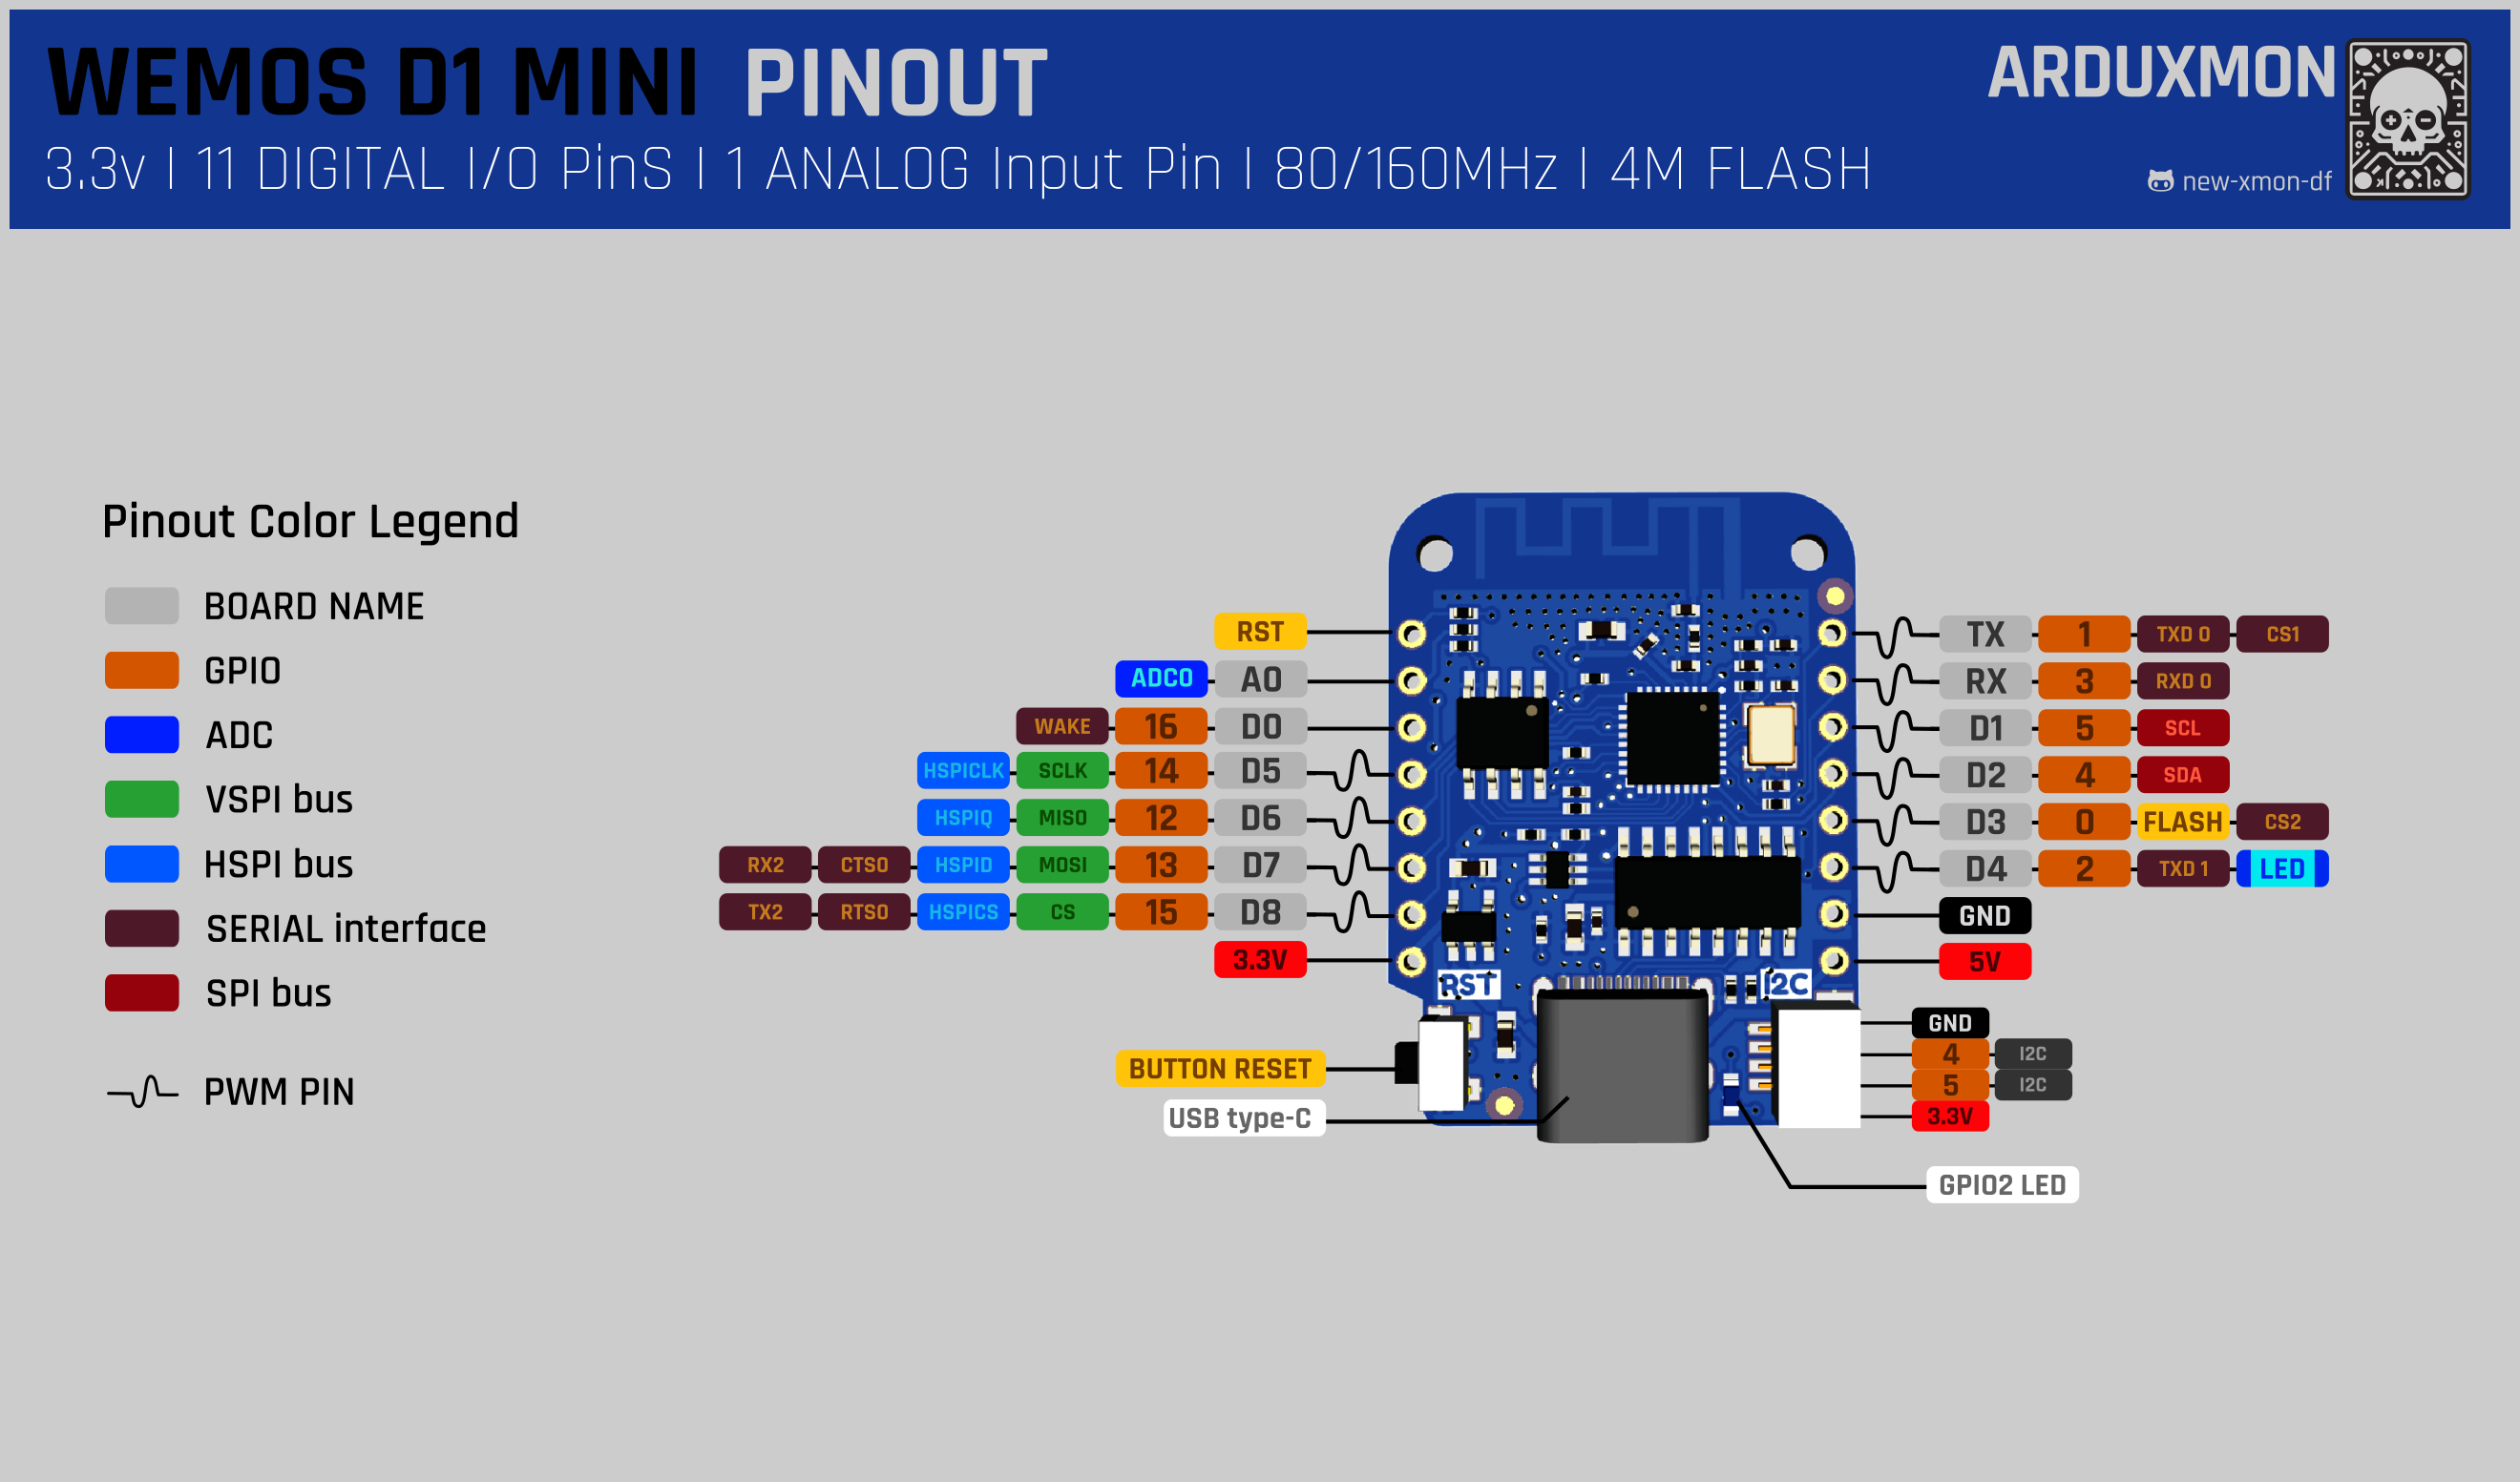 WEMOS D1 MINI PINOUT
3.3v | 11 DIGITAL I/O PinS | 1 ANALOG Input Pin | 80/160MHz | 4M FLASH
ARDUXMON
new-xmon-df
Pinout Color Legend
BOARD NAME
GPIO
ADC
VSPI bus
HSPI bus
SERIAL interface
SPI bus
PWM PIN
RST
ADC0 A0
WAKE 16 D0
HSPICLK SCLK 14 D5
HSPIQ MISO 12 D6
RX2 CTS0 HSPID MOSI 13 D7
TX2 RTS0 HSPICS CS 15 D8
3.3V
BUTTON RESET
USB type-C
RST
I2C
TX 1 TXD 0 CS1
RX 3 RXD 0
D1 5 SCL
D2 4 SDA
D3 0 FLASH CS2
D4 2 TXD 1 LED
GND
5V
GND
4 I2C
5 I2C
3.3V
GPIO2 LED